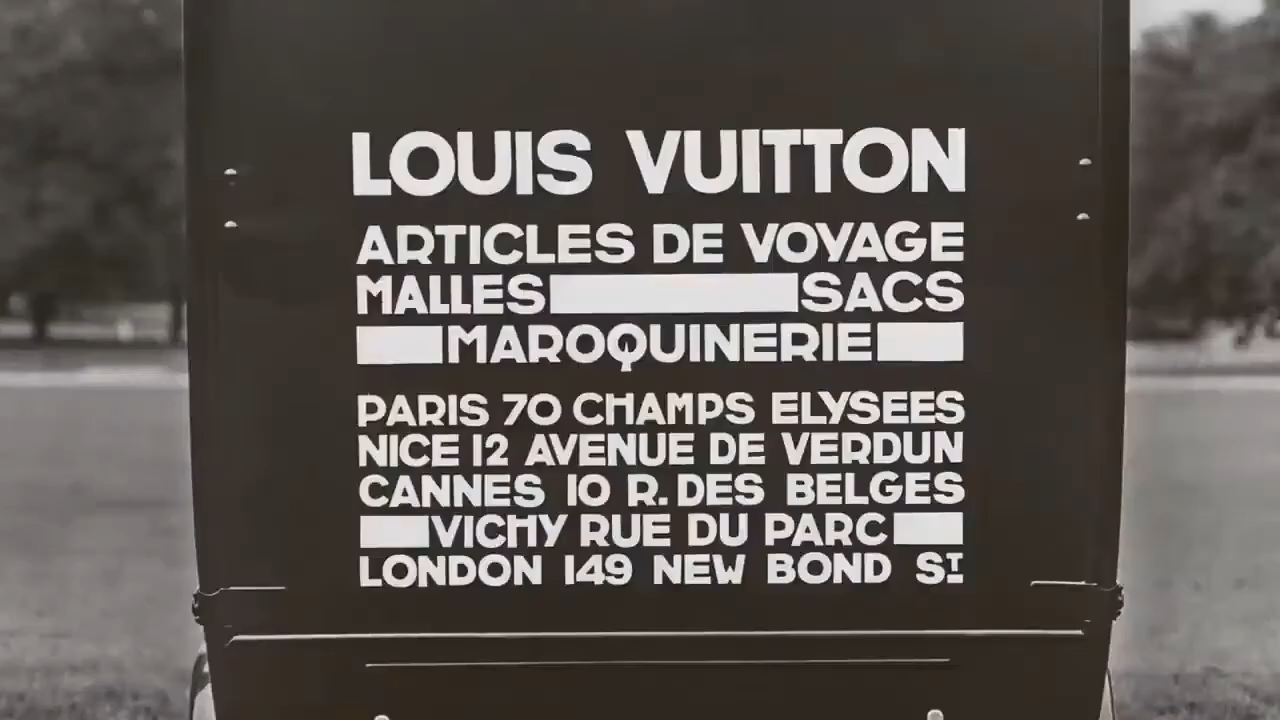 LOUIS VUITTON
ARTICLES DE VOYAGE
MALLES SACS
MAROQUINERIE
PARIS 70 CHAMPS ELYSEES
NICE 12 AVENUE DE VERDUN
CANNES 10 R. DES BELGES
VICHY RUE DU PARC
LONDON 149 NEW BOND ST